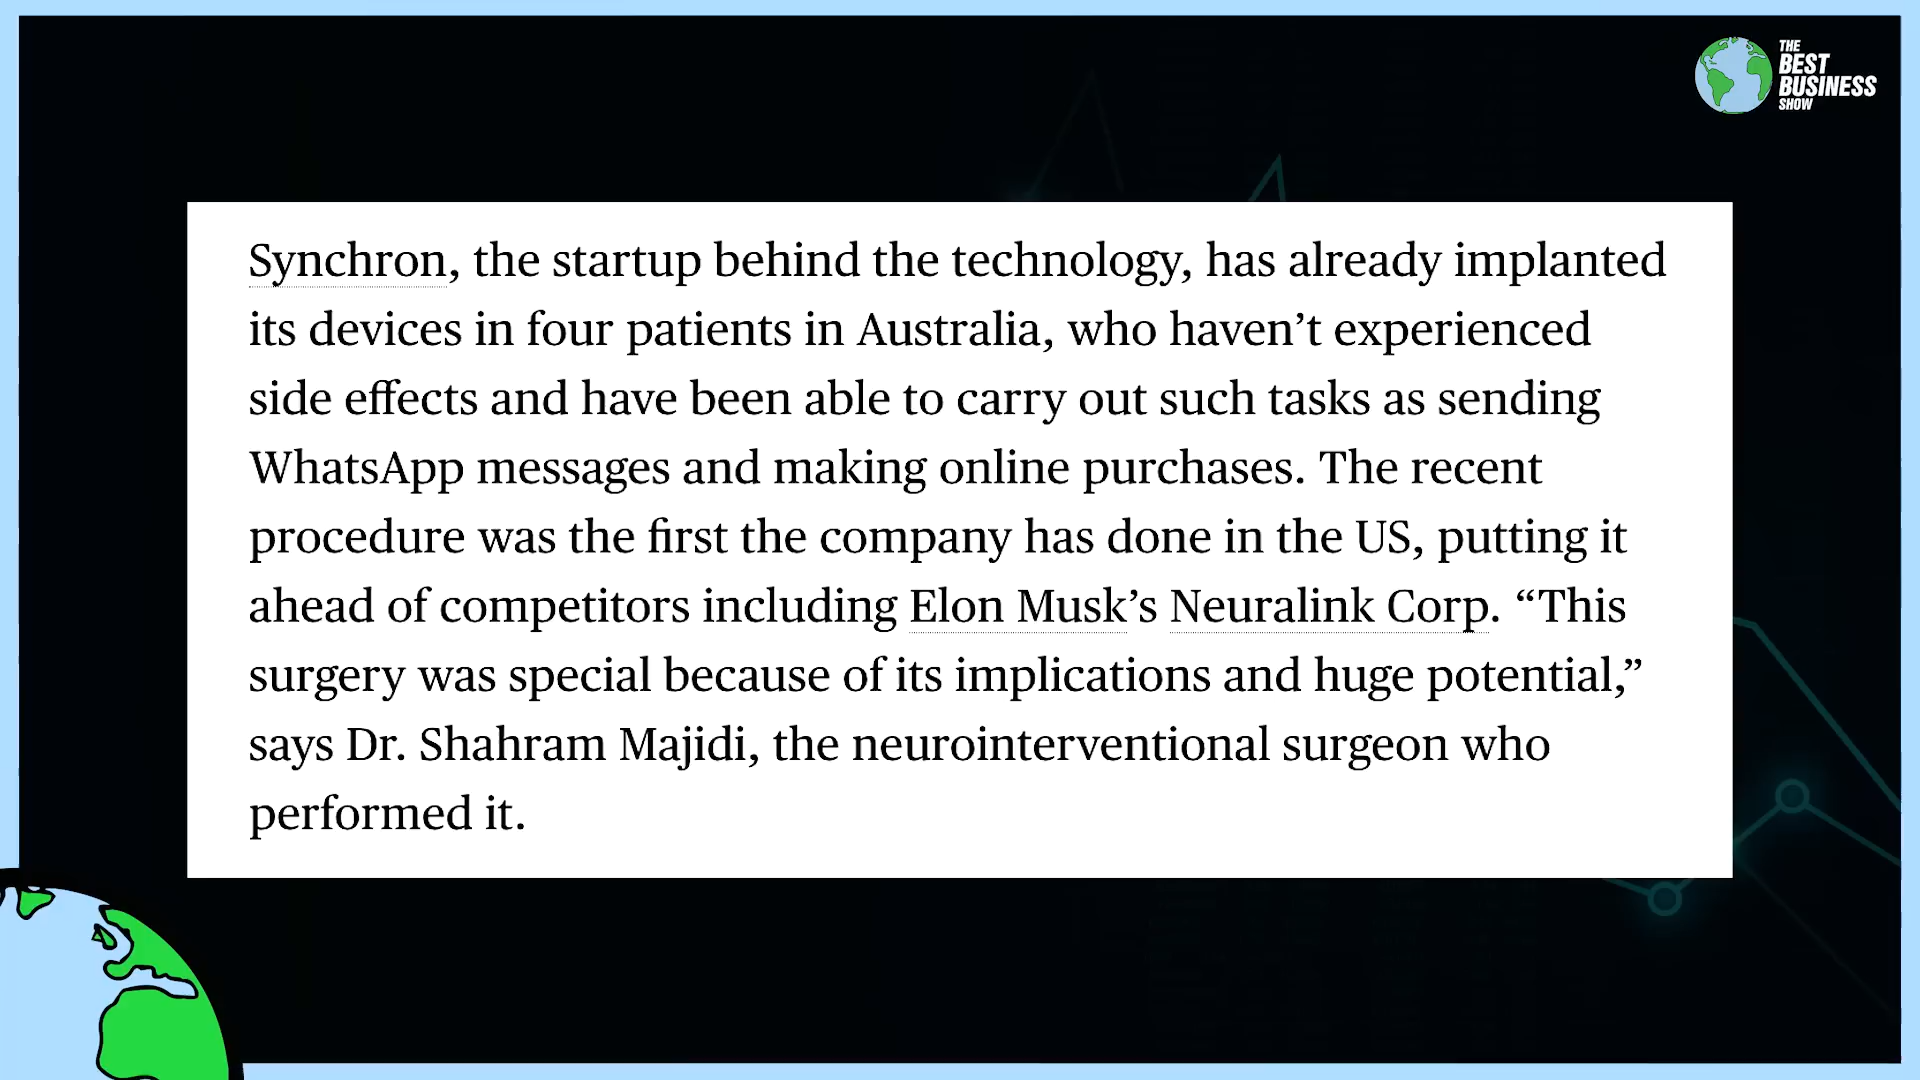 THE
BEST
BUSINESS
SHOW
Synchron, the startup behind the technology, has already implanted
its devices in four patients in Australia, who haven’t experienced
side effects and have been able to carry out such tasks as sending
WhatsApp messages and making online purchases. The recent
procedure was the first the company has done in the US, putting it
ahead of competitors including Elon Musk’s Neuralink Corp. “This
surgery was special because of its implications and huge potential,”
says Dr. Shahram Majidi, the neurointerventional surgeon who
performed it.